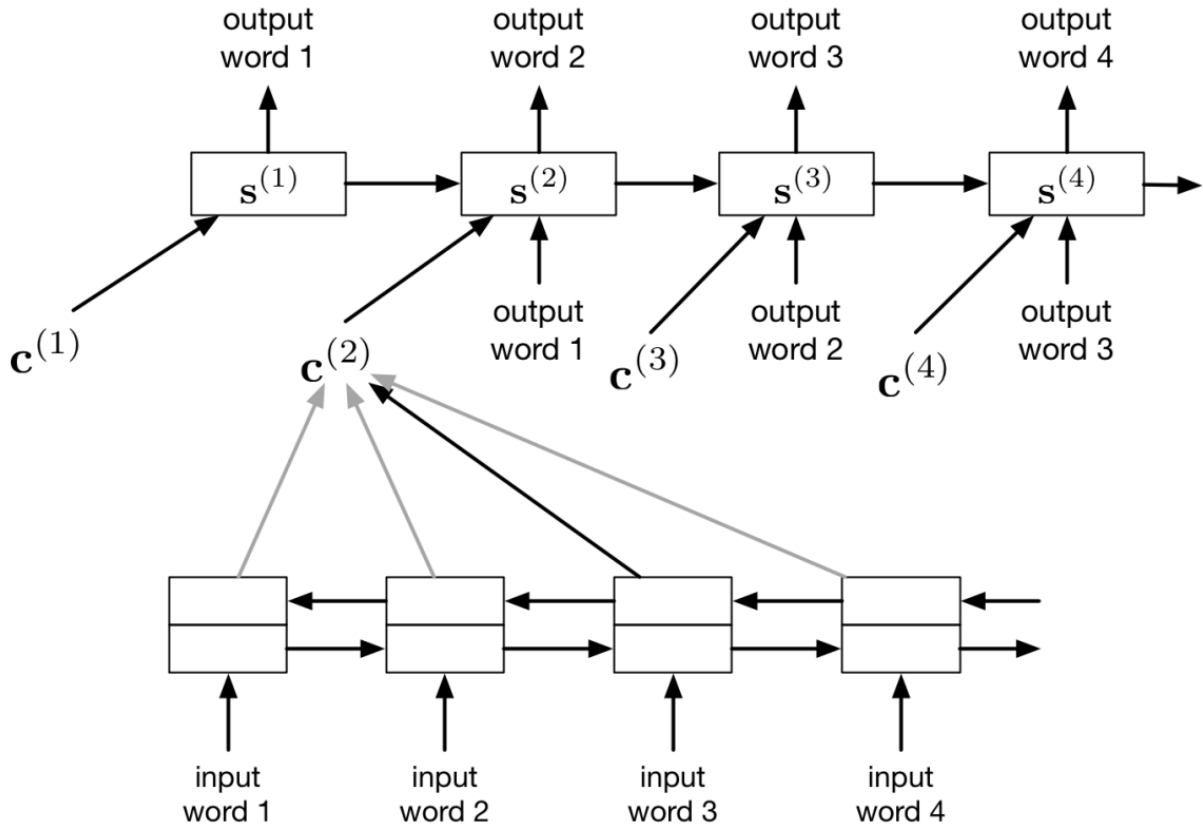 output word 1
output word 2
output word 3
output word 4
s^(1)
s^(2)
s^(3)
s^(4)
c^(1)
c^(2)
output word 1
c^(3)
output word 2
c^(4)
output word 3
input word 1
input word 2
input word 3
input word 4